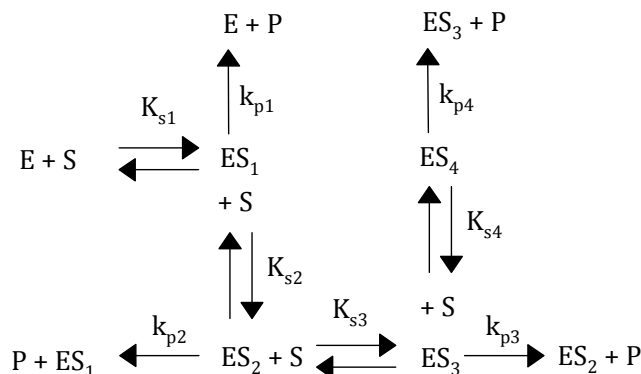 E + P
ES₃ + P
kₚ₁
kₚ₄
Kₛ₁
E + S
ES₁
ES₄
+ S
Kₛ₂
Kₛ₄
+ S
kₚ₂
Kₛ₃
kₚ₃
P + ES₁
ES₂ + S
ES₃
ES₂ + P